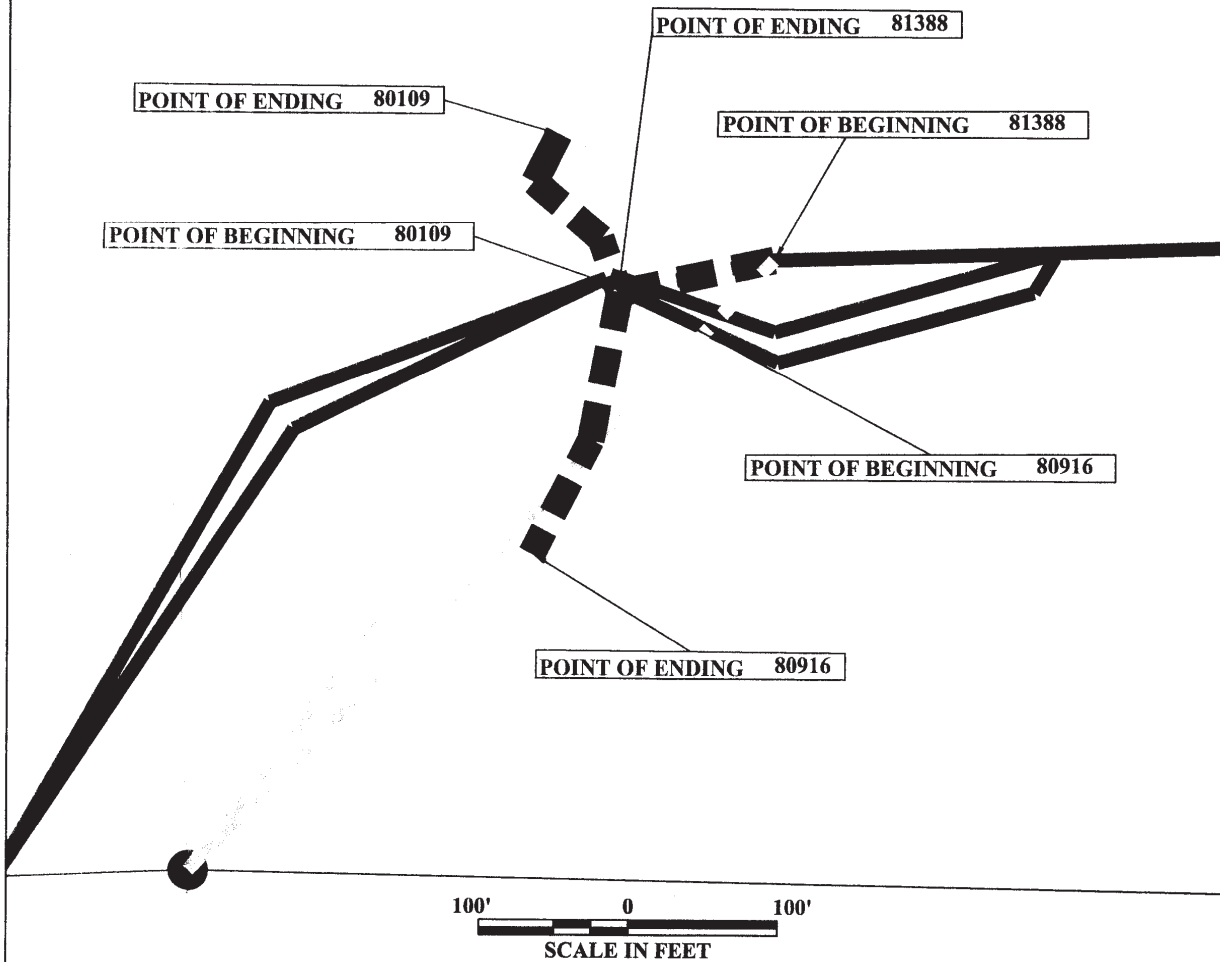 POINT OF ENDING 81388
POINT OF ENDING 80109
POINT OF BEGINNING 81388
POINT OF BEGINNING 80109
POINT OF BEGINNING 80916
POINT OF ENDING 80916
100' 0 100'
SCALE IN FEET